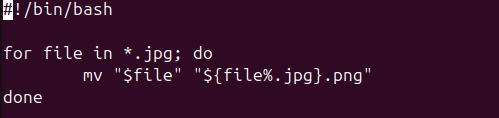 #!/bin/bash

for file in *.jpg; do
        mv "$file" "${file%.jpg}.png"
done